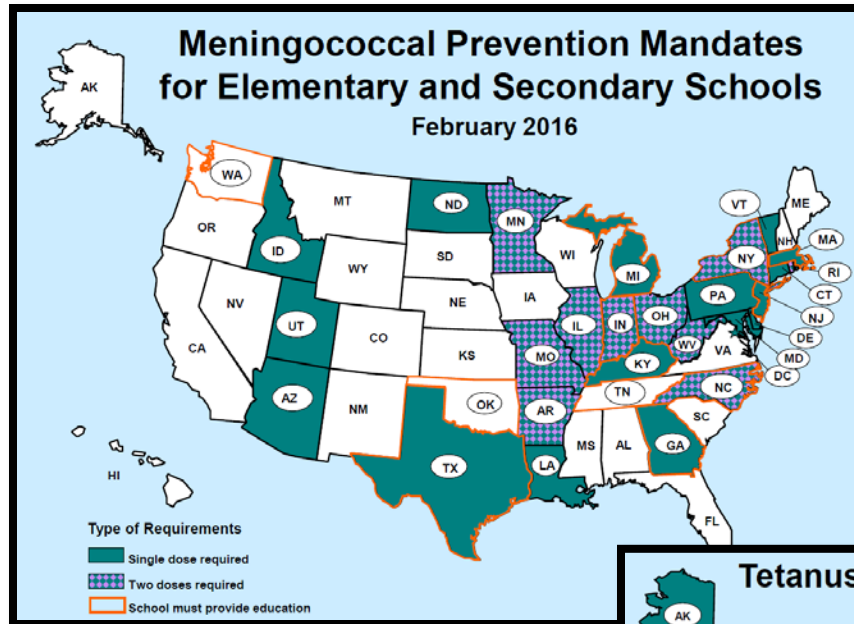 Meningococcal Prevention Mandates
for Elementary and Secondary Schools
February 2016
AK
WA
MT
ND
MN
VT
ME
OR
ID
SD
WI
MI
NY
NH
MA
RI
CT
WY
NV
NE
IA
PA
NJ
UT
CO
IL
IN
OH
DE
CA
KS
MO
WV
VA
MD
KY
DC
AZ
NM
OK
AR
TN
NC
SC
MS
AL
GA
TX
LA
HI
FL
Type of Requirements
Single dose required
Two doses required
School must provide education
Tetanus
AK